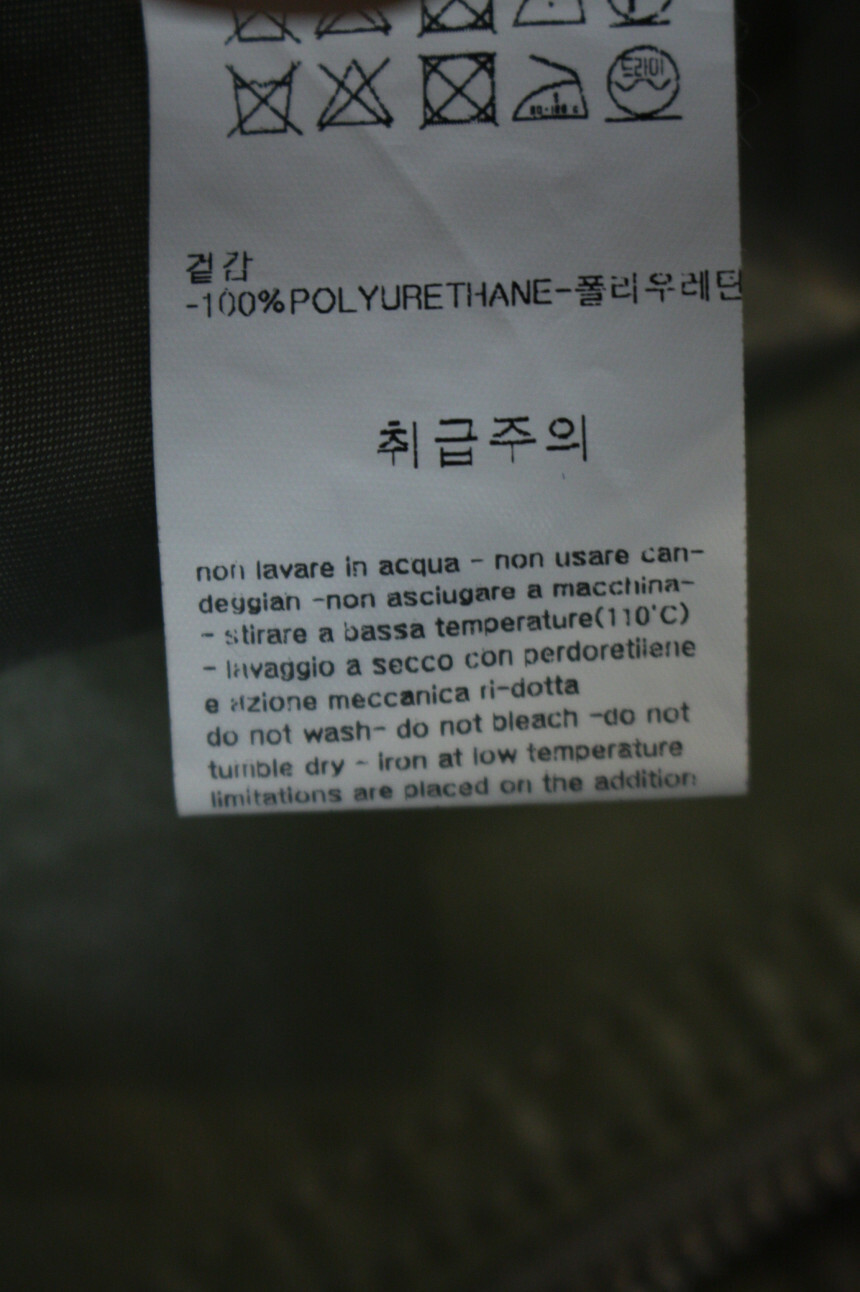 드라이
80-100 c
겉감
-100%POLYURETHANE-폴리우레턴
취급주의
non lavare in acqua - non usare can-
deggian -non asciugare a macchina-
- stirare a bassa temperature(110'C)
- lavaggio a secco con perdoretilene
e azione meccanica ri-dotta
do not wash- do not bleach -do not
tumble dry - iron at low temperature
limitations are placed on the addition